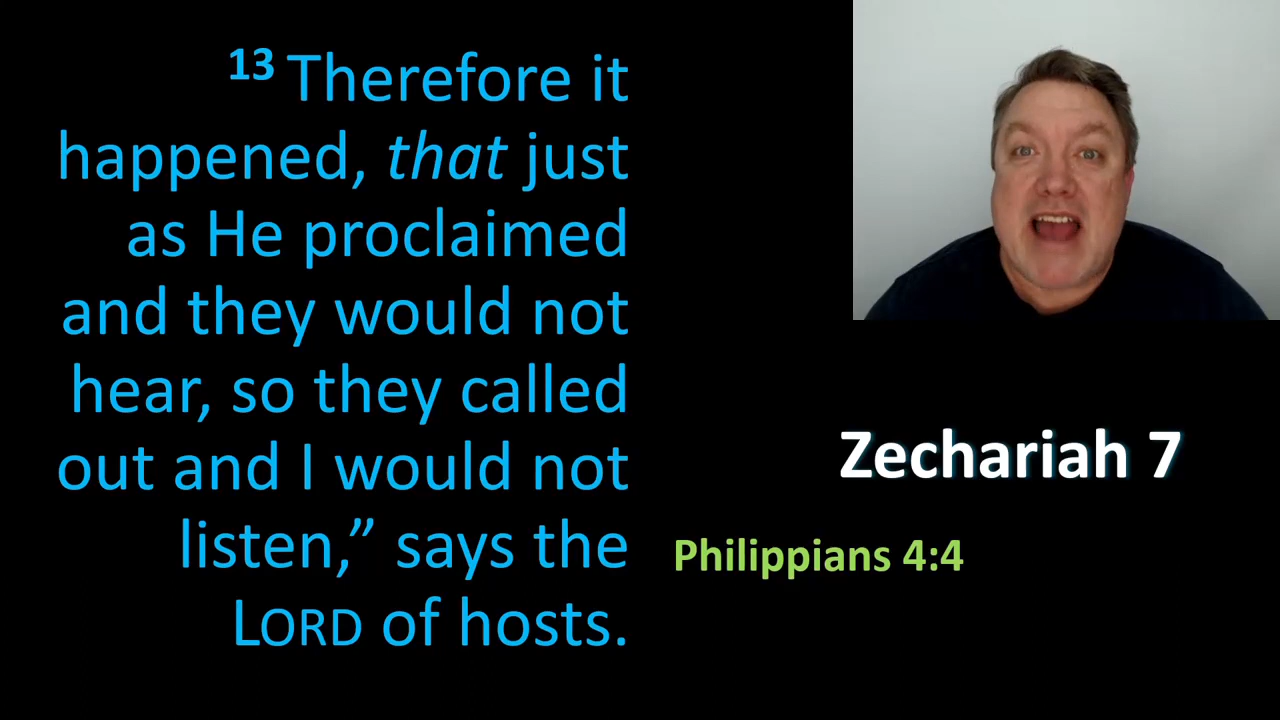 13 Therefore it
happened, that just
as He proclaimed
and they would not
hear, so they called
out and I would not
listen,” says the
LORD of hosts.
Zechariah 7
Philippians 4:4